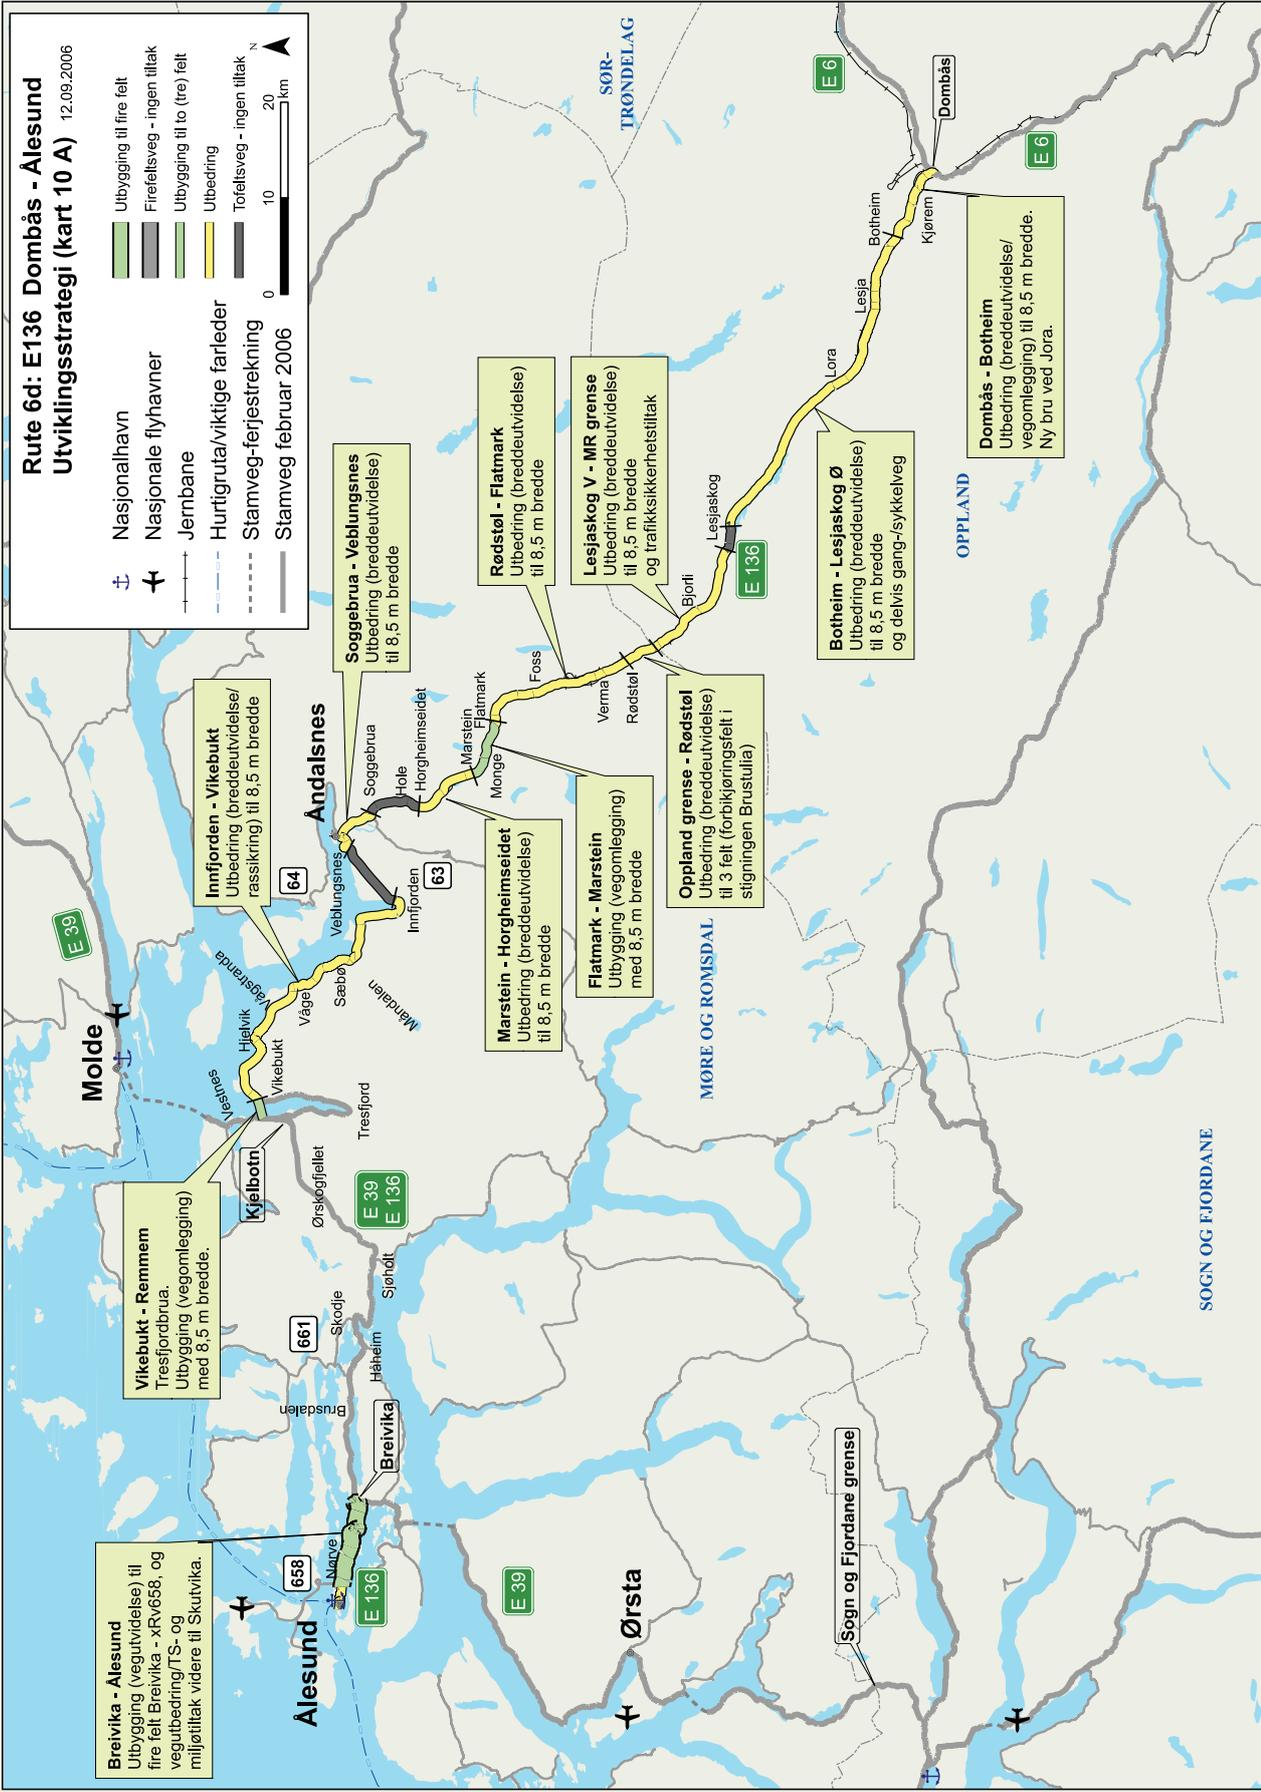 Rute 6d: E136 Dombås - Ålesund
Utviklingsstrategi (kart 10 A) 12.09.2006
Nasjonalhavn
Nasjonale flyhavner
Jernbane
Hurtigruta/viktige farleder
Stamveg-ferjestrekning
Stamveg februar 2006
Utbygging til fire felt
Firefeltsveg - ingen tiltak
Utbygging til to (tre) felt
Utbedring
Tofeltsveg - ingen tiltak
0 10 20
km
N
Breivika - Ålesund
Utbygging (vegutvidelse) til
fire felt Breivika - xRv658, og
vegutbedring/TS- og
miljøtiltak videre til Skutvika.
Vikebukt - Remmem
Tresfjordbrua.
Utbygging (vegomlegging)
med 8,5 m bredde.
Innfjorden - Vikebukt
Utbedring (breddeutvidelse/
rassikring) til 8,5 m bredde
Soggebrua - Veblungsnes
Utbedring (breddeutvidelse)
til 8,5 m bredde
Rødstøl - Flatmark
Utbedring (breddeutvidelse)
til 8,5 m bredde
Lesjaskog V - MR grense
Utbedring (breddeutvidelse)
til 8,5 m bredde
og trafikksikkerhetstiltak
Marstein - Horgheimseidet
Utbedring (breddeutvidelse)
til 8,5 m bredde
Flatmark - Marstein
Utbygging (vegomlegging)
med 8,5 m bredde
Oppland grense - Rødstøl
Utbedring (breddeutvidelse)
til 3 felt (forbikjøringsfelt i
stigningen Brustulia)
Botheim - Lesjaskog Ø
Utbedring (breddeutvidelse)
til 8,5 m bredde
og delvis gang-/sykkelveg
Dombås - Botheim
Utbedring (breddeutvidelse/
vegomlegging) til 8,5 m bredde.
Ny bru ved Jora.
Molde
E 39
Ålesund
658
Nørve
E 136
Breivika
Brusdalen
661
Skodje
Håheim
Sjøholt
E 39
E 136
Ørskogfjellet
Kjelbotn
Tresfjord
Vestnes
Vikebukt
Hjelvik
Vågstranda
Våge
Sæbø
Måndalen
Innfjorden
Veblungsnes
64
63
Åndalsnes
Soggebrua
Hole
Horgheimseidet
Marstein
Monge
Flatmark
Foss
Verma
Rødstøl
Bjorli
Lesjaskog
E 136
Lora
Lesja
Botheim
Kjørem
Dombås
E 6
E 6
SØR-
TRØNDELAG
OPPLAND
MØRE OG ROMSDAL
SOGN OG FJORDANE
Sogn og Fjordane grense
Ørsta
E 39